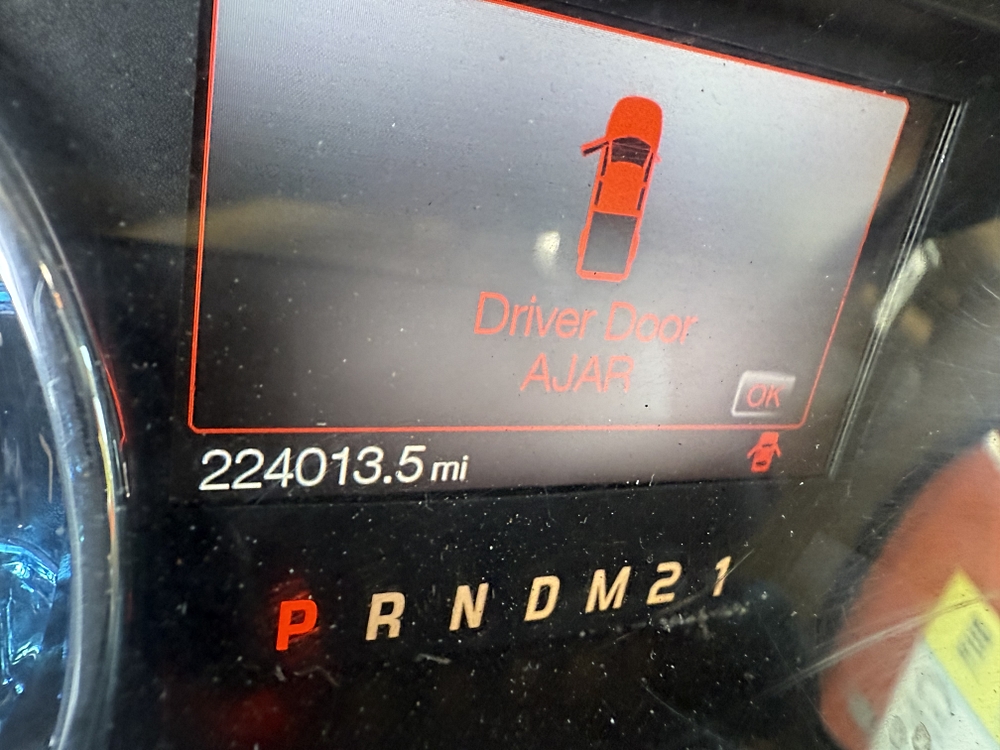 Driver Door
AJAR
OK
224013.5 mi
P R N D M 2 1